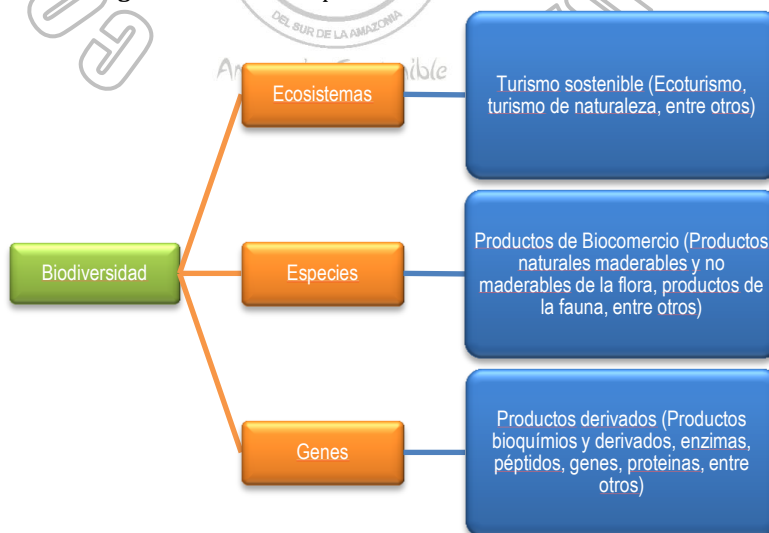 DEL SUR DE LA AMAZONIA
Ecosistemas
Turismo sostenible (Ecoturismo,
turismo de naturaleza, entre otros)
Biodiversidad
Especies
Productos de Biocomercio (Productos
naturales maderables y no
maderables de la flora, productos de
la fauna, entre otros)
Genes
Productos derivados (Productos
bioquímios y derivados, enzimas,
péptidos, genes, proteinas, entre
otros)